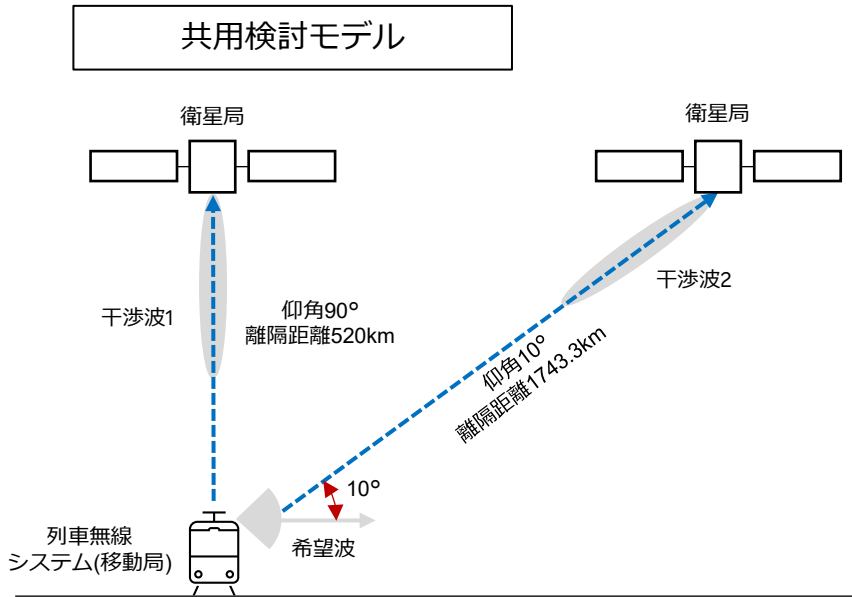 共用検討モデル
衛星局
衛星局
干渉波1
仰角90°
離隔距離520km
干渉波2
仰角10°
離隔距離1743.3km
10°
希望波
列車無線
システム(移動局)